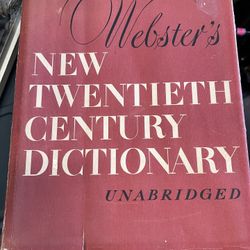 Webster's
NEW
TWENTIETH
CENTURY
DICTIONARY
UNABRIDGED